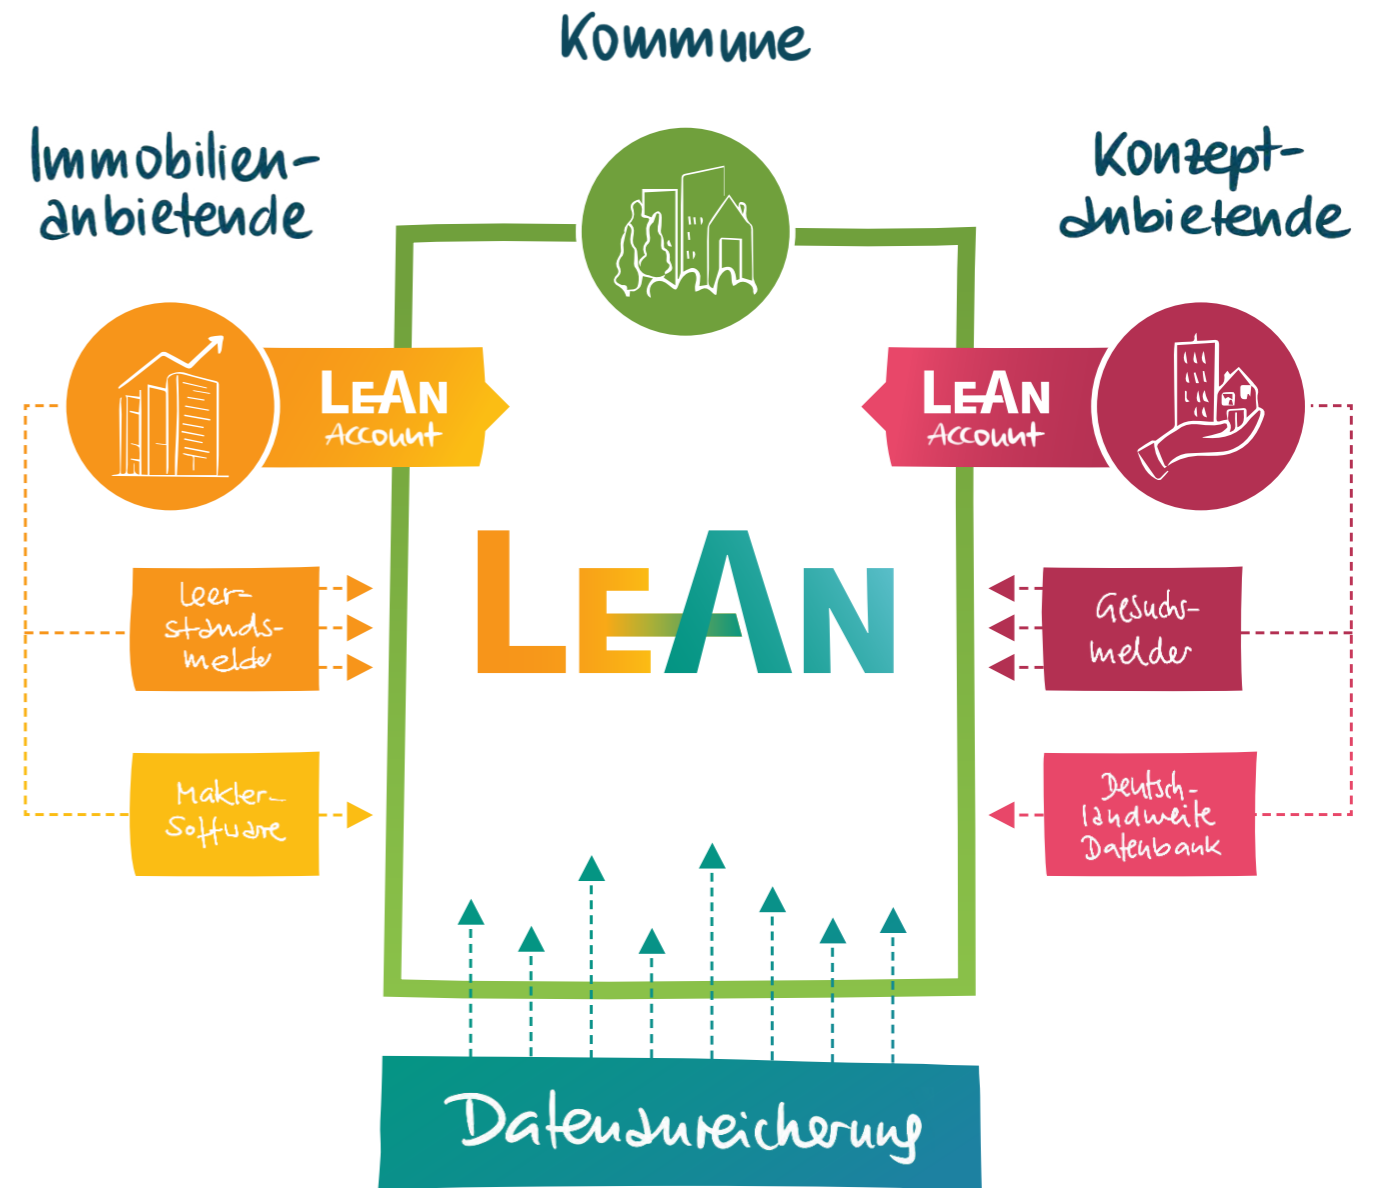 Kommune
Immobilien-
anbietende
Konzept-
anbietende
LEAN
Account
LEAN
Account
LEAN
Leer-
stands-
melder
Gesuchs-
melder
Makler-
Software
Deutsch-
landweite
Datenbank
Datenanreicherung